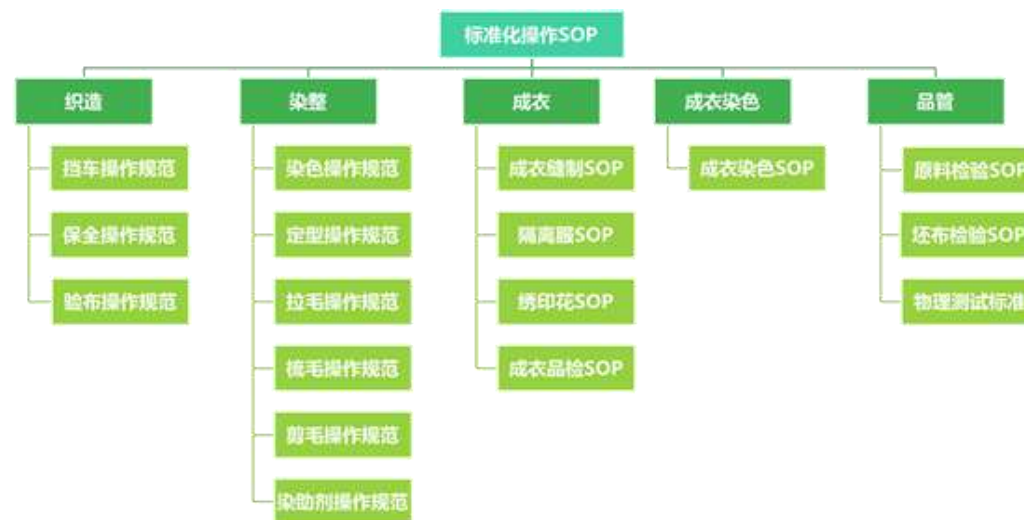 标准化操作SOP
织造
染整
成衣
成衣染色
品管
挡车操作规范
保全操作规范
验布操作规范
染色操作规范
定型操作规范
拉毛操作规范
梳毛操作规范
剪毛操作规范
染助剂操作规范
成衣缝制SOP
隔离服SOP
绣印花SOP
成衣品检SOP
成衣染色SOP
原料检验SOP
坯布检验SOP
物理测试标准